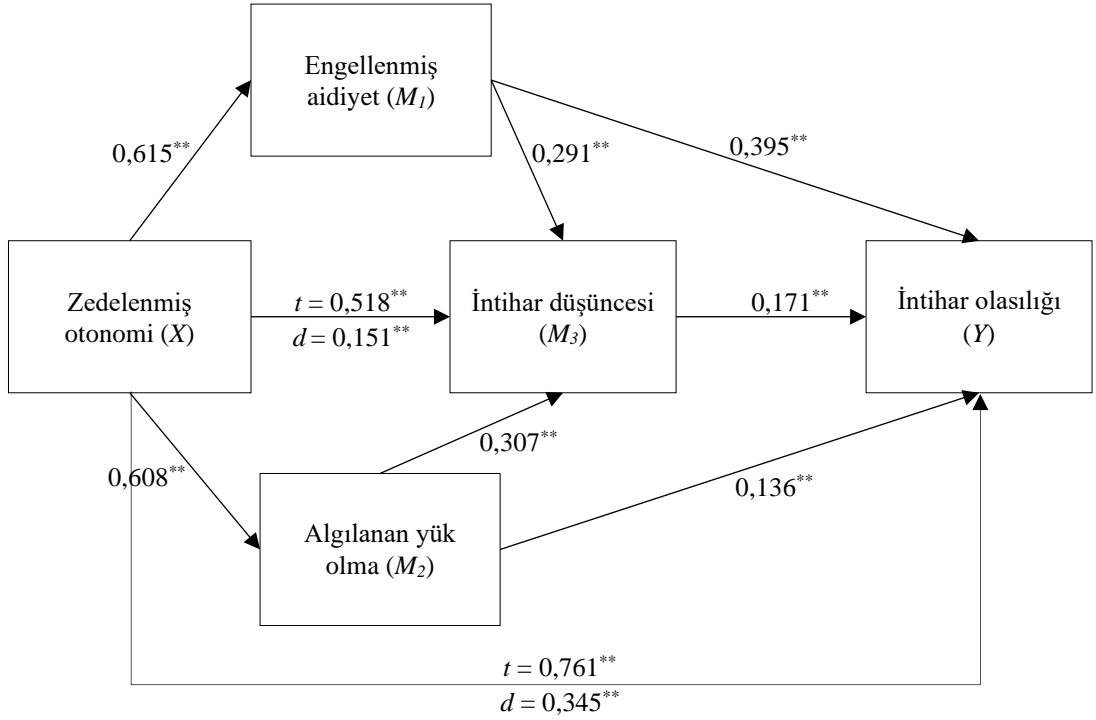 Engellenmiş
aidiyet (M₁)
0,615**
0,291**
0,395**
Zedelenmiş
otonomi (X)
t = 0,518**
d = 0,151**
İntihar düşüncesi
(M₃)
0,171**
İntihar olasılığı
(Y)
0,608**
0,307**
0,136**
Algılanan yük
olma (M₂)
t = 0,761**
d = 0,345**